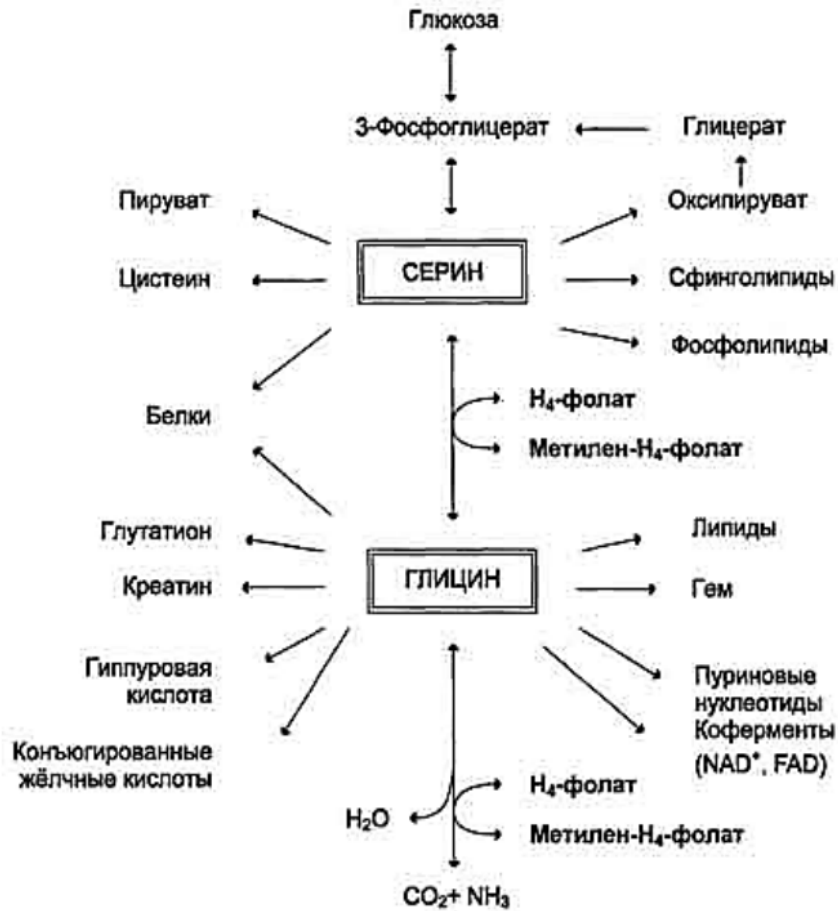 Глюкоза
3-Фосфоглицерат
Глицерат
Пируват
Оксипируват
СЕРИН
Цистеин
Сфинголипиды
Фосфолипиды
Белки
H₄-фолат
Метилен-H₄-фолат
Глутатион
Липиды
ГЛИЦИН
Креатин
Гем
Гиппуровая
кислота
Пуриновые
нуклеотиды
Коферменты
(NAD⁺, FAD)
Конъюгированные
жёлчные кислоты
H₂O
H₄-фолат
Метилен-H₄-фолат
CO₂+ NH₃